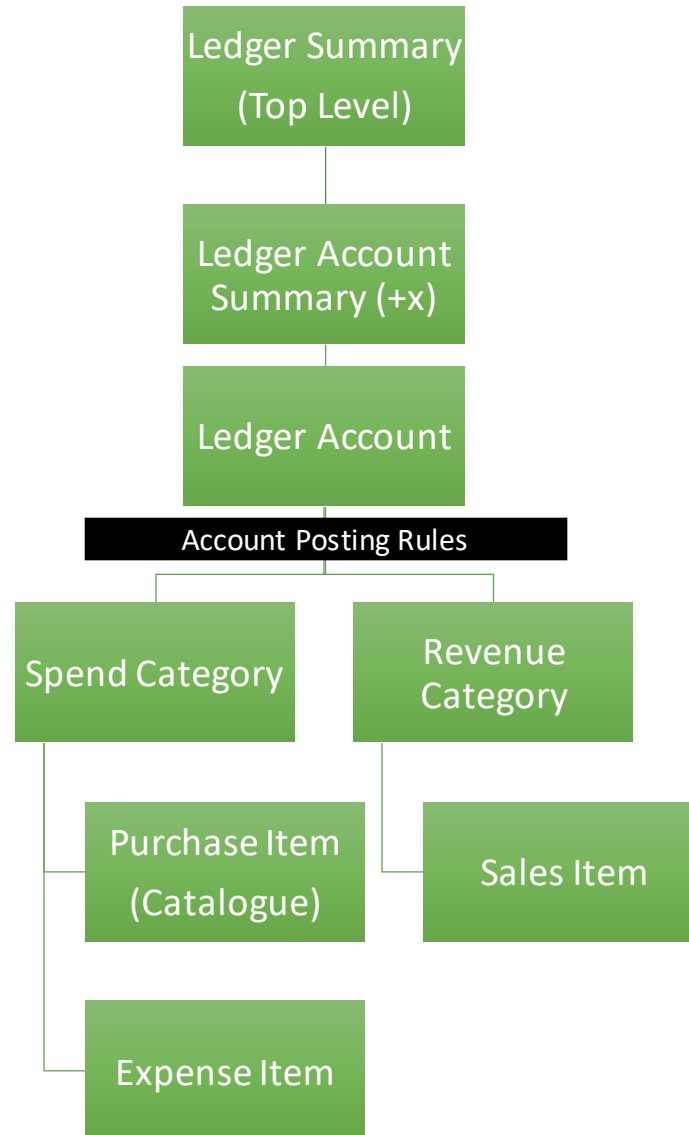 Ledger Summary
(Top Level)
Ledger Account
Summary (+x)
Ledger Account
Account Posting Rules
Spend Category
Revenue
Category
Purchase Item
(Catalogue)
Sales Item
Expense Item